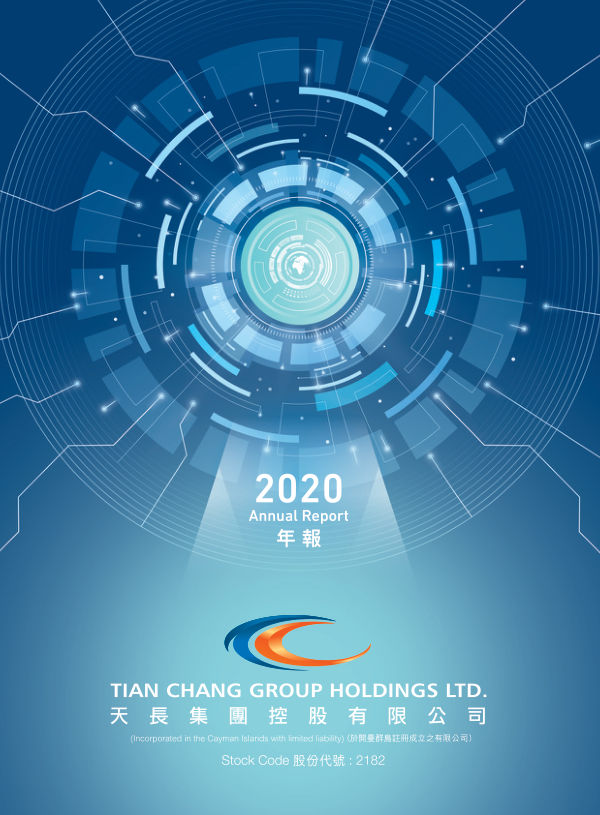 2020
Annual Report
年報
TIAN CHANG GROUP HOLDINGS LTD.
天長集團控股有限公司
(Incorporated in the Cayman Islands with limited liability) (於開曼群島註冊成立之有限公司)
Stock Code 股份代號 : 2182